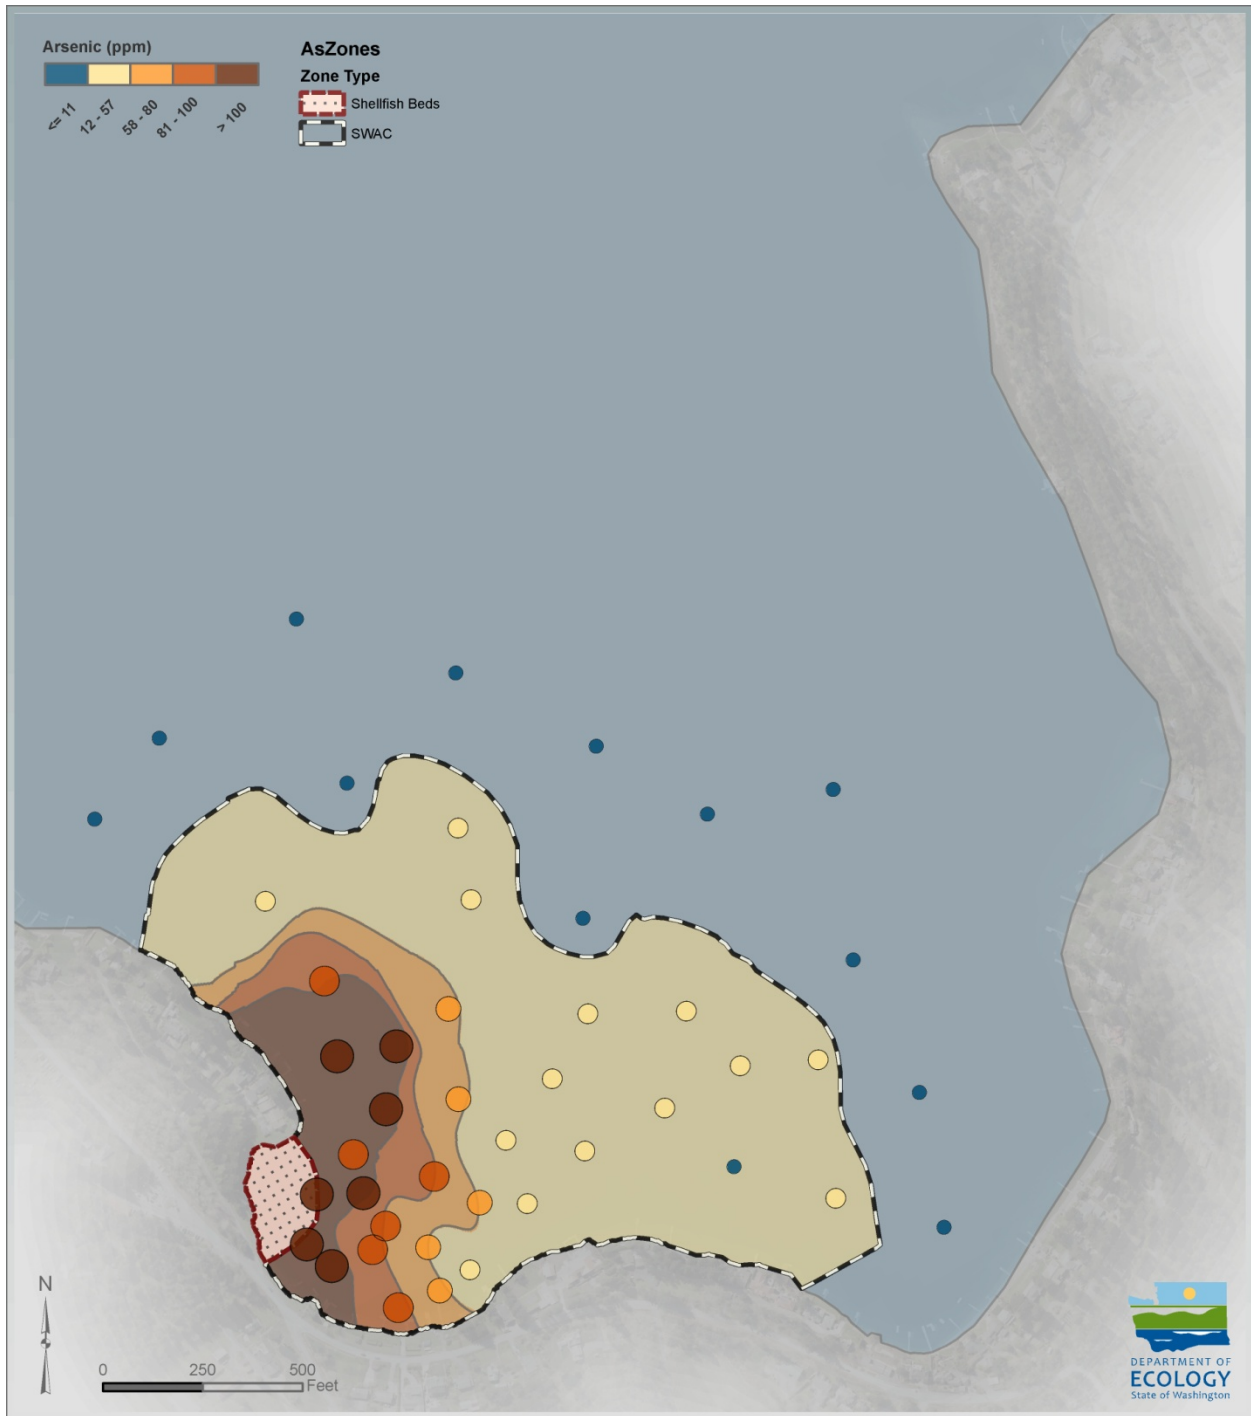 Arsenic (ppm)
<= 11
12 - 57
58 - 80
81 - 100
> 100
AsZones
Zone Type
Shellfish Beds
SWAC
N
0
250
500
Feet
DEPARTMENT OF
ECOLOGY
State of Washington